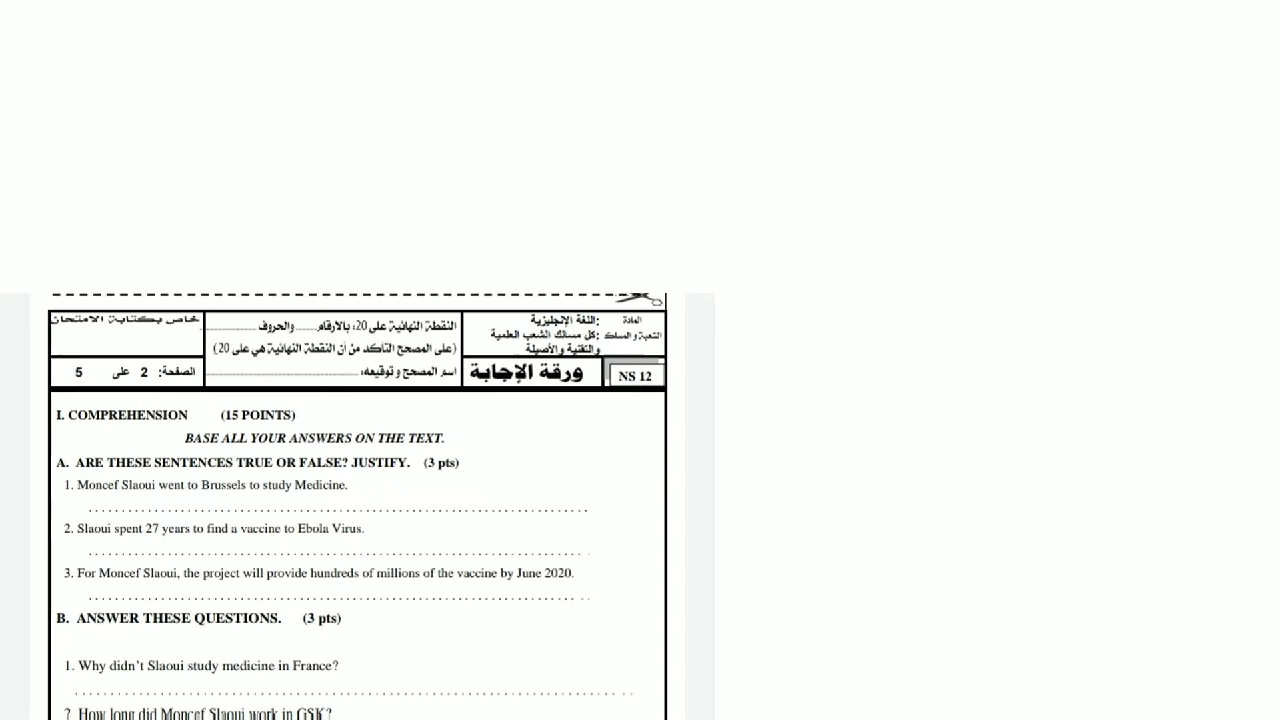 خاص بكتابة الامتحان
النقطة النهائية على 20: بالأرقام.......... والحروف ....................
المادة :اللغة الإنجليزية
الشعبة والمسلك :كل مسالك الشعب العلمية
والتقنية والأصيلة
(على المصحح التأكد من أن النقطة النهائية هي على 20)
الصفحة: 2 على 5
اسم المصحح وتوقيعه: ........................................
ورقة الإجابة
NS 12
I. COMPREHENSION (15 POINTS)
BASE ALL YOUR ANSWERS ON THE TEXT.
A. ARE THESE SENTENCES TRUE OR FALSE? JUSTIFY. (3 pts)
1. Moncef Slaoui went to Brussels to study Medicine.
2. Slaoui spent 27 years to find a vaccine to Ebola Virus.
3. For Moncef Slaoui, the project will provide hundreds of millions of the vaccine by June 2020.
B. ANSWER THESE QUESTIONS. (3 pts)
1. Why didn't Slaoui study medicine in France?
2. How long did Moncef Slaoui work in GSK?